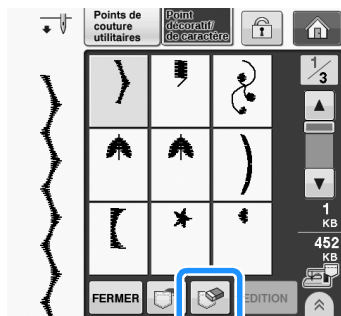 Points de
couture
utilitaires
Point
décoratif/
de caractère
1/3
1
KB
452
KB
FERMER
EDITION